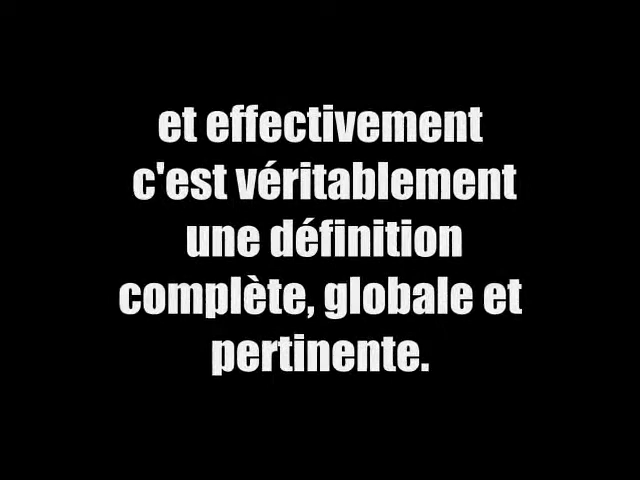 et effectivement
c'est véritablement
une définition
complète, globale et
pertinente.